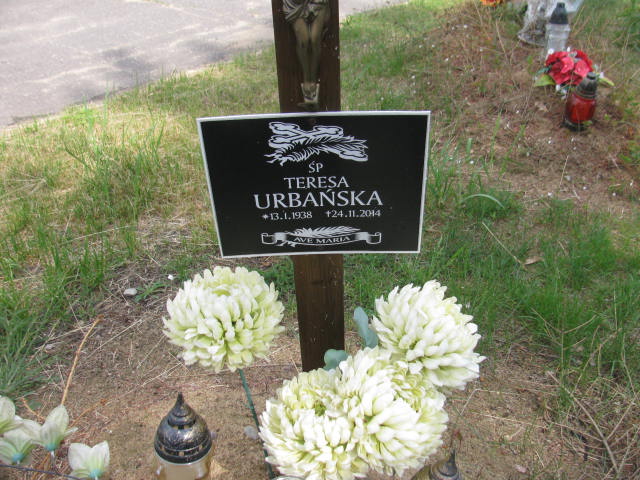 ŚP
TERESA
URBAŃSKA
*13.1.1938 †24.11.2014
AVE MARIA